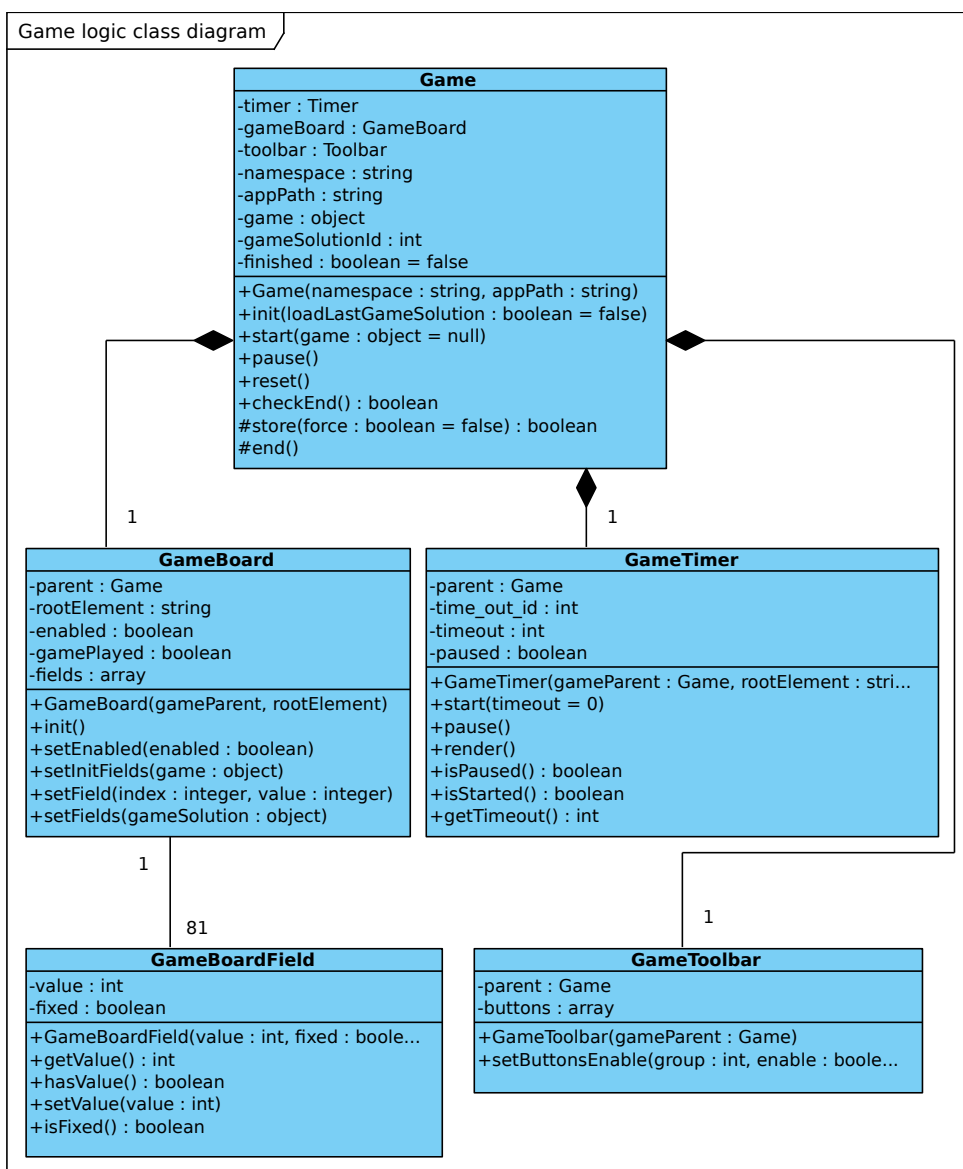 Game logic class diagram
Game
-timer : Timer
-gameBoard : GameBoard
-toolbar : Toolbar
-namespace : string
-appPath : string
-game : object
-gameSolutionId : int
-finished : boolean = false
+Game(namespace : string, appPath : string)
+init(loadLastGameSolution : boolean = false)
+start(game : object = null)
+pause()
+reset()
+checkEnd() : boolean
#store(force : boolean = false) : boolean
#end()
1
1
GameBoard
-parent : Game
-rootElement : string
-enabled : boolean
-gamePlayed : boolean
-fields : array
+GameBoard(gameParent, rootElement)
+init()
+setEnabled(enabled : boolean)
+setInitFields(game : object)
+setField(index : integer, value : integer)
+setFields(gameSolution : object)
GameTimer
-parent : Game
-time_out_id : int
-timeout : int
-paused : boolean
+GameTimer(gameParent : Game, rootElement : stri...
+start(timeout = 0)
+pause()
+render()
+isPaused() : boolean
+isStarted() : boolean
+getTimeout() : int
1
81
1
GameBoardField
-value : int
-fixed : boolean
+GameBoardField(value : int, fixed : boole...
+getValue() : int
+hasValue() : boolean
+setValue(value : int)
+isFixed() : boolean
GameToolbar
-parent : Game
-buttons : array
+GameToolbar(gameParent : Game)
+setButtonsEnable(group : int, enable : boole...